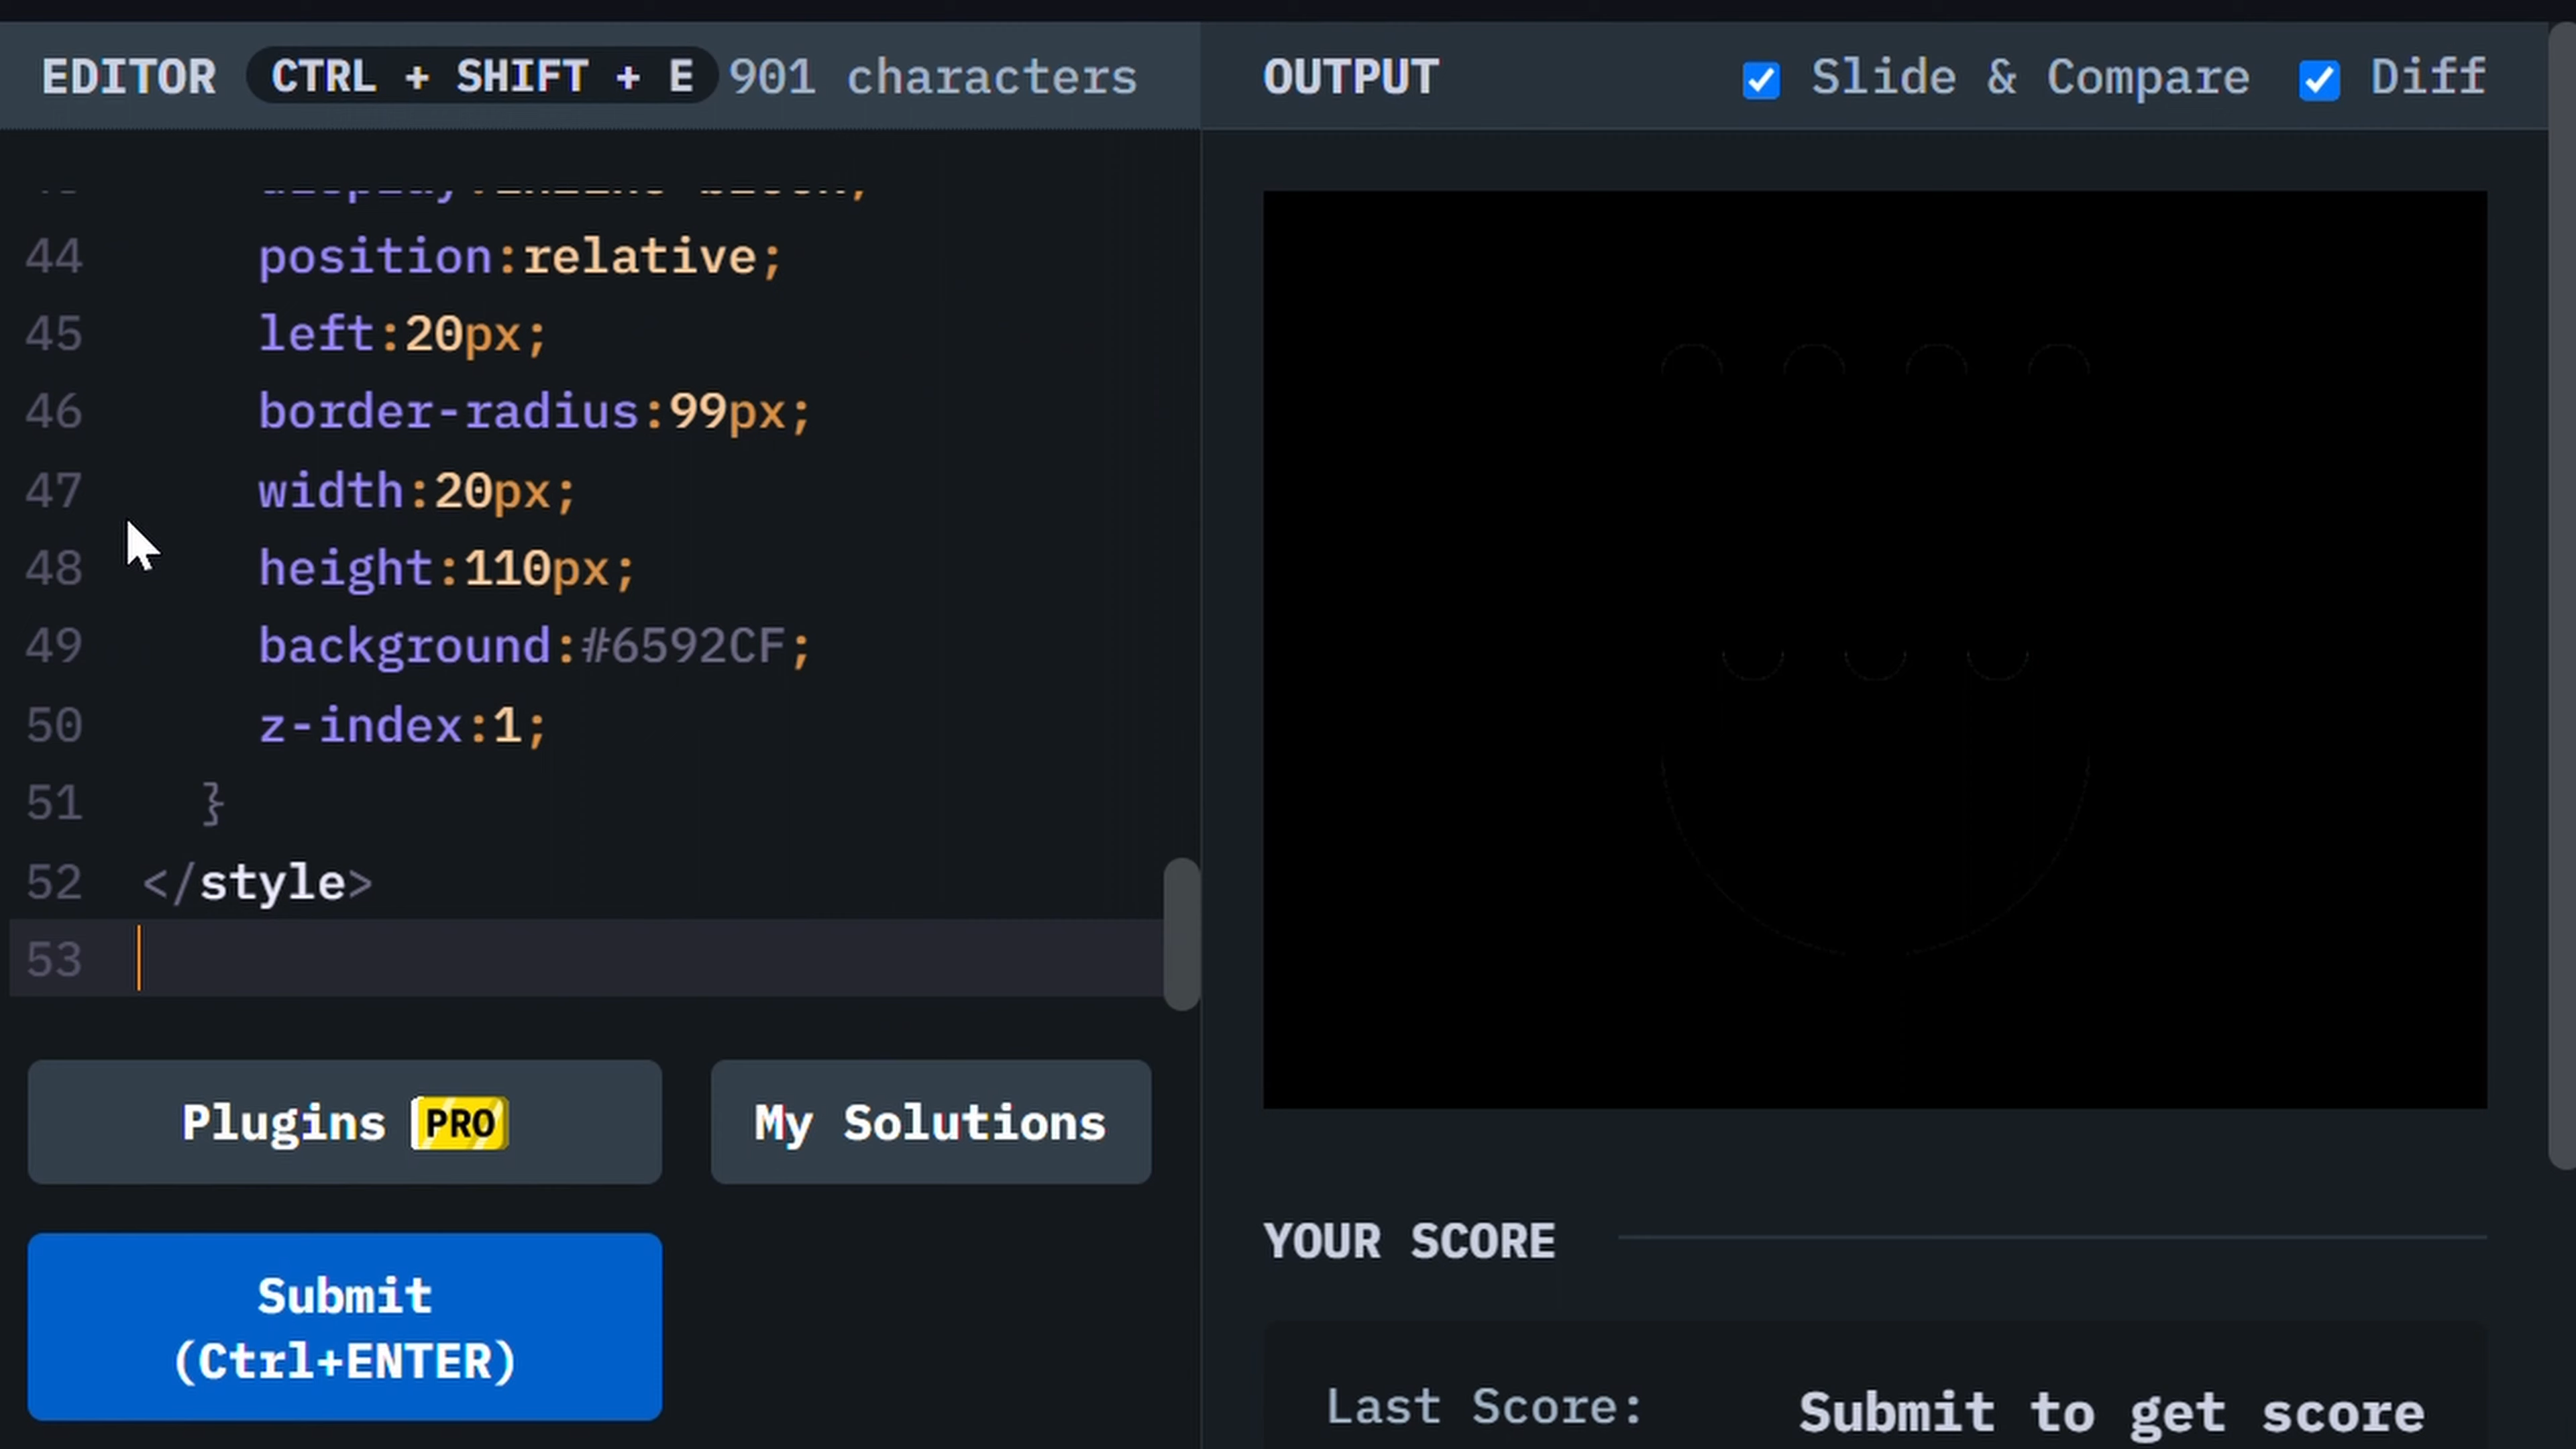 EDITOR CTRL + SHIFT + E 901 characters
OUTPUT Slide & Compare Diff
44 position:relative;
45 left:20px;
46 border-radius:99px;
47 width:20px;
48 height:110px;
49 background:#6592CF;
50 z-index:1;
51 }
52 </style>
53
Plugins PRO My Solutions
Submit
(Ctrl+ENTER)
YOUR SCORE
Last Score: Submit to get score